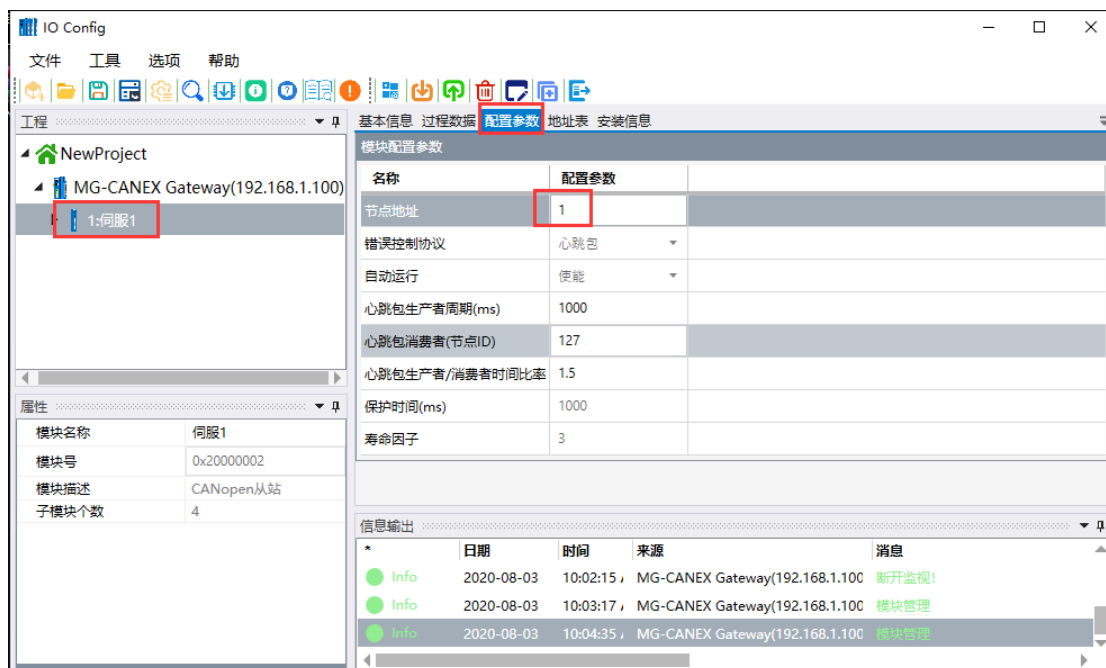 IO Config
文件 工具 选项 帮助
工程
NewProject
MG-CANEX Gateway(192.168.1.100)
1:伺服1
基本信息 过程数据 配置参数 地址表 安装信息
模块配置参数
名称 配置参数
节点地址 1
错误控制协议 心跳包
自动运行 使能
心跳包生产者周期(ms) 1000
心跳包消费者(节点ID) 127
心跳包生产者/消费者时间比率 1.5
保护时间(ms) 1000
寿命因子 3
属性
模块名称 伺服1
模块号 0x20000002
模块描述 CANopen从站
子模块个数 4
信息输出
* 日期 时间 来源 消息
Info 2020-08-03 10:02:15 MG-CANEX Gateway(192.168.1.100 断开监视!
Info 2020-08-03 10:03:17 MG-CANEX Gateway(192.168.1.100 模块管理
Info 2020-08-03 10:04:35 MG-CANEX Gateway(192.168.1.100 模块管理